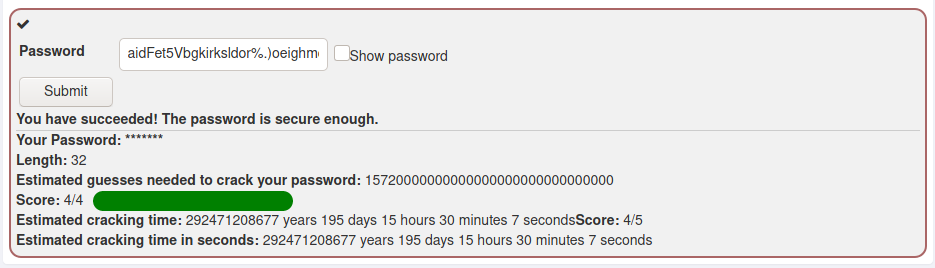 Password aidFet5Vbgkirksldor%.)oeighm Show password
Submit
You have succeeded! The password is secure enough.
Your Password: *******
Length: 32
Estimated guesses needed to crack your password: 15720000000000000000000000000000
Score: 4/4
Estimated cracking time: 292471208677 years 195 days 15 hours 30 minutes 7 secondsScore: 4/5
Estimated cracking time in seconds: 292471208677 years 195 days 15 hours 30 minutes 7 seconds